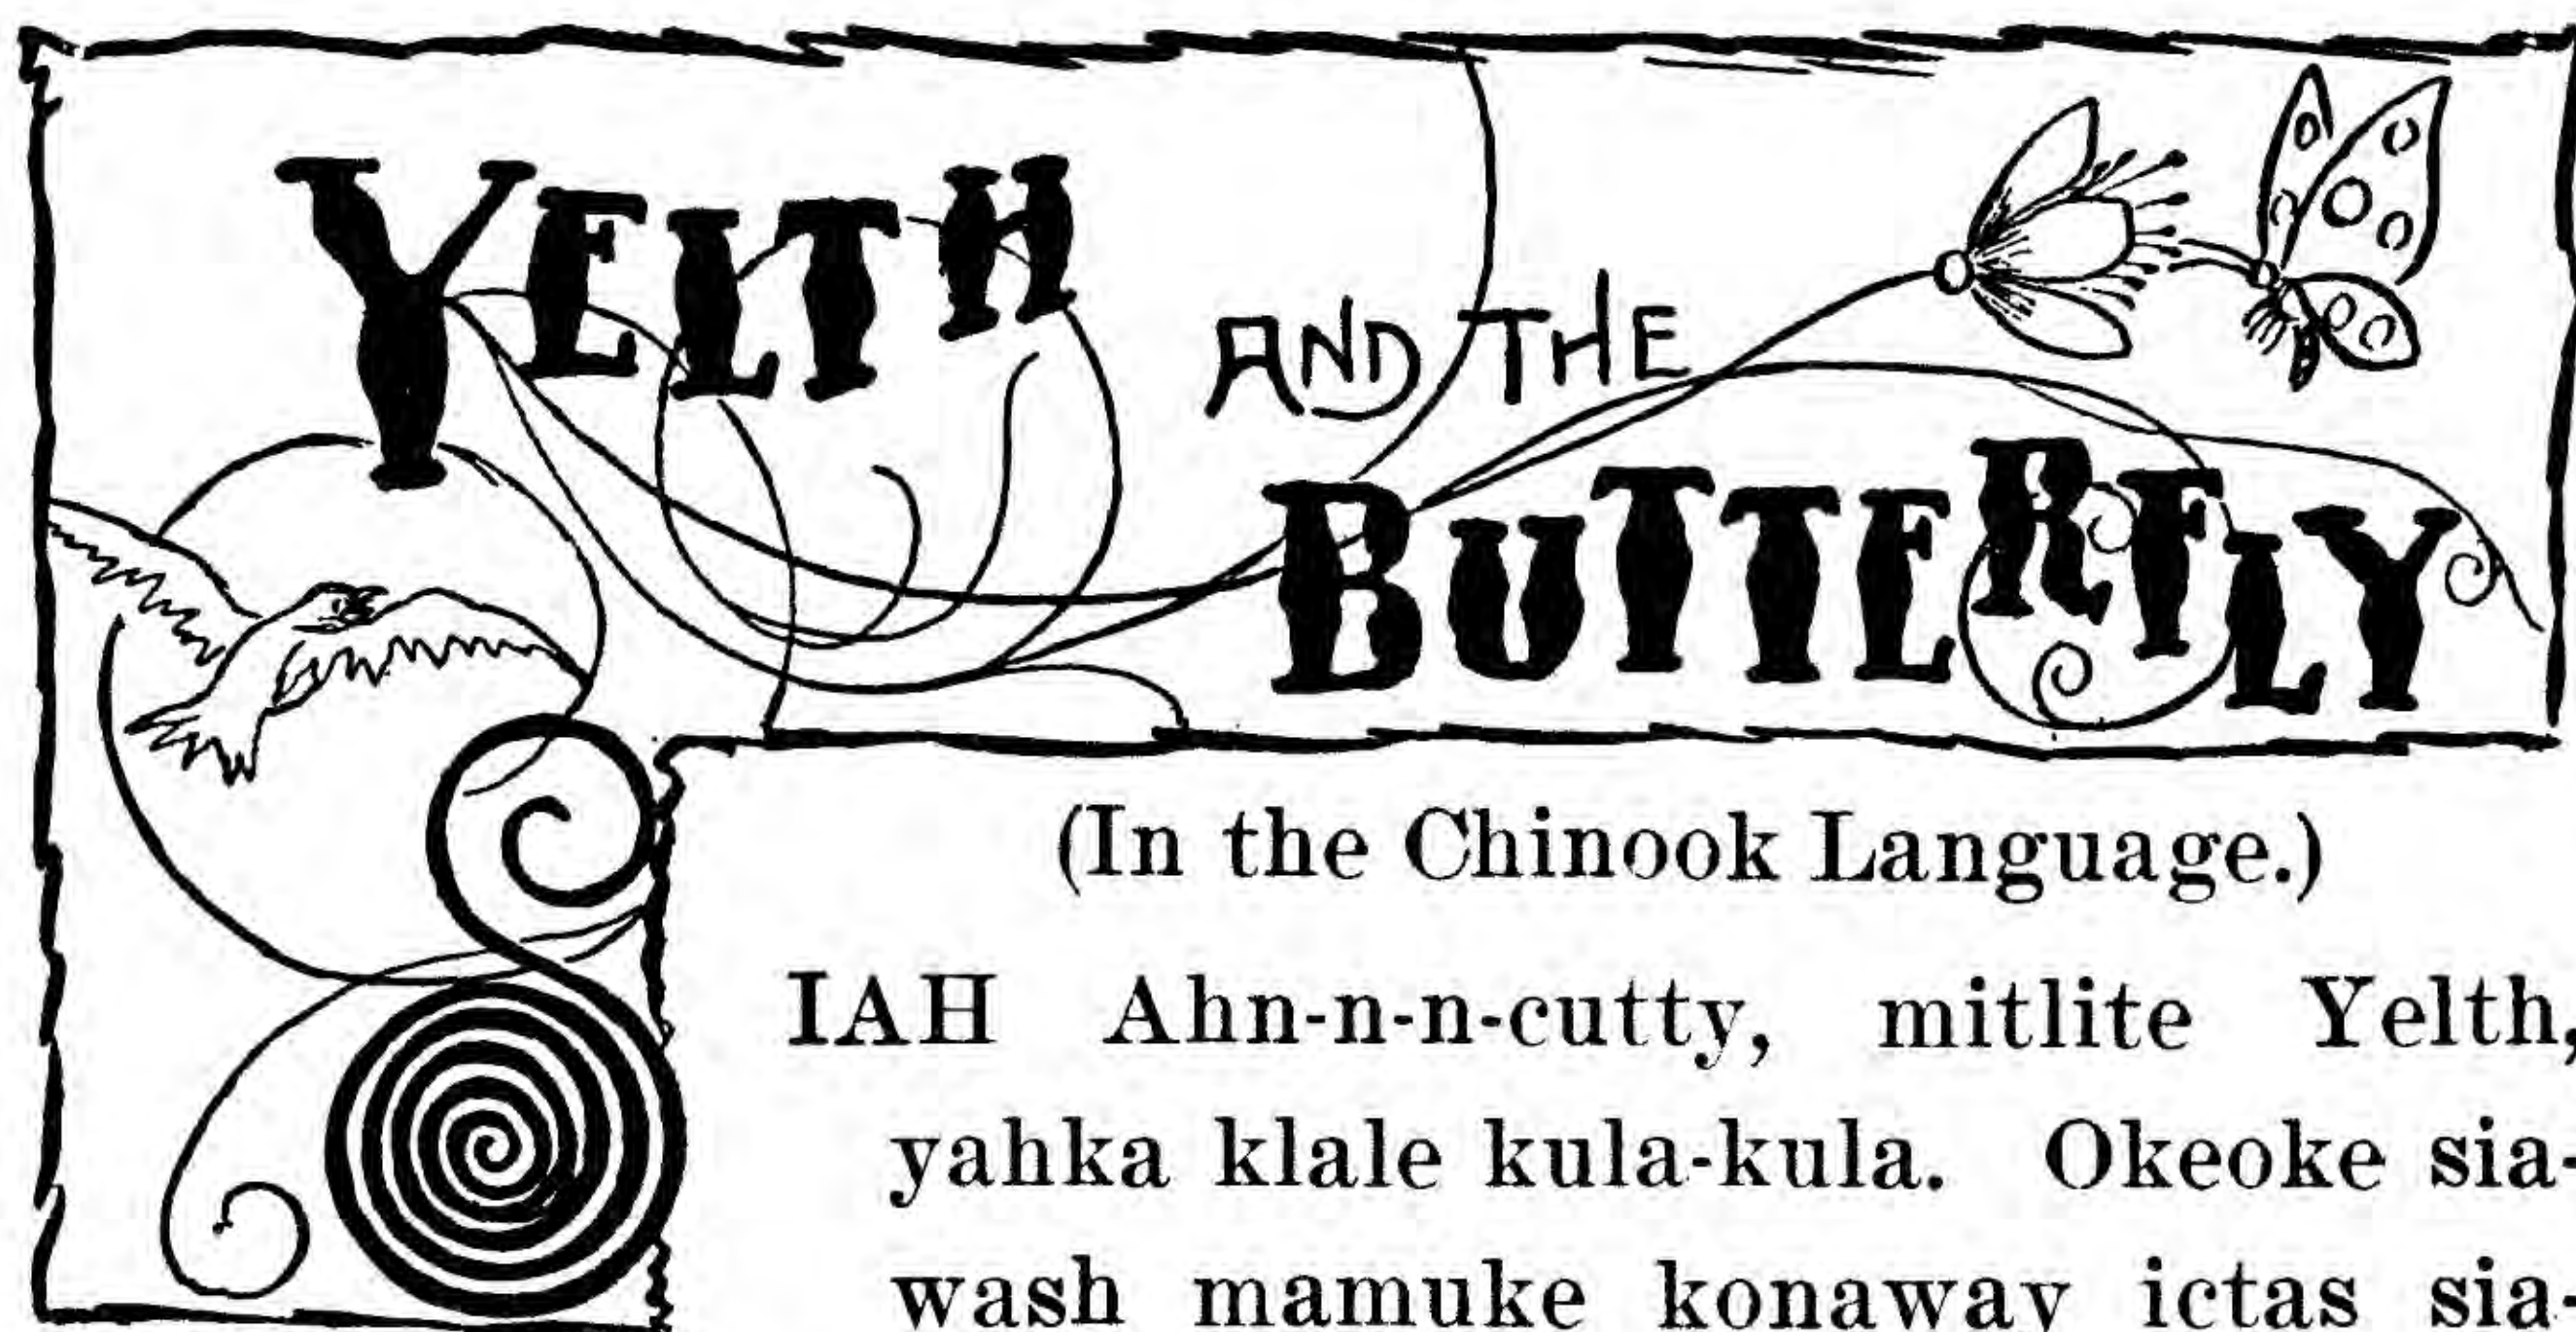 YELTH
AND THE
BUTTERFLY
(In the Chinook Language.)
SIAH Ahn-n-n-cutty, mitlite Yelth,
yahka klale kula-kula. Okeoke sia-
wash mamuke konaway ictas sia-